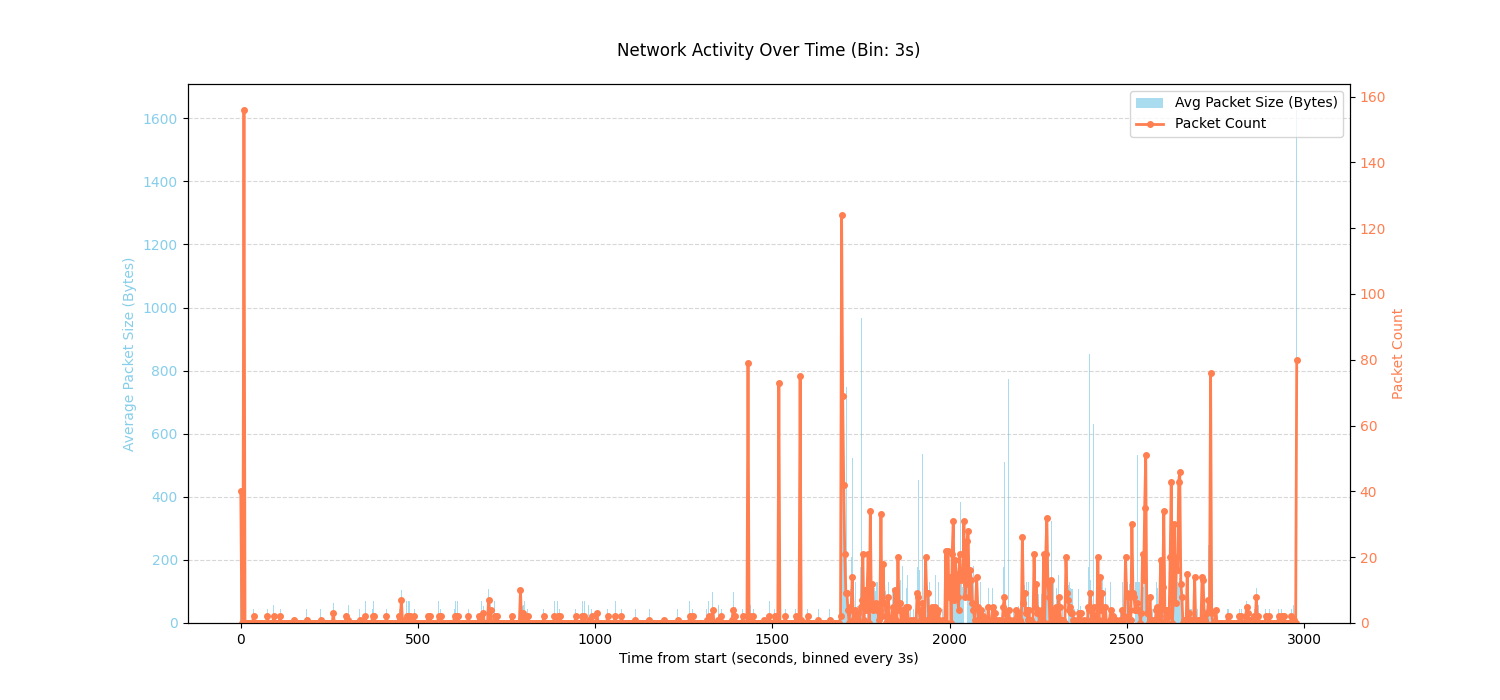 Network Activity Over Time (Bin: 3s)
Avg Packet Size (Bytes)
Packet Count
Average Packet Size (Bytes)
1600
1400
1200
1000
800
600
400
200
0
Packet Count
160
140
120
100
80
60
40
20
0
0 500 1000 1500 2000 2500 3000
Time from start (seconds, binned every 3s)